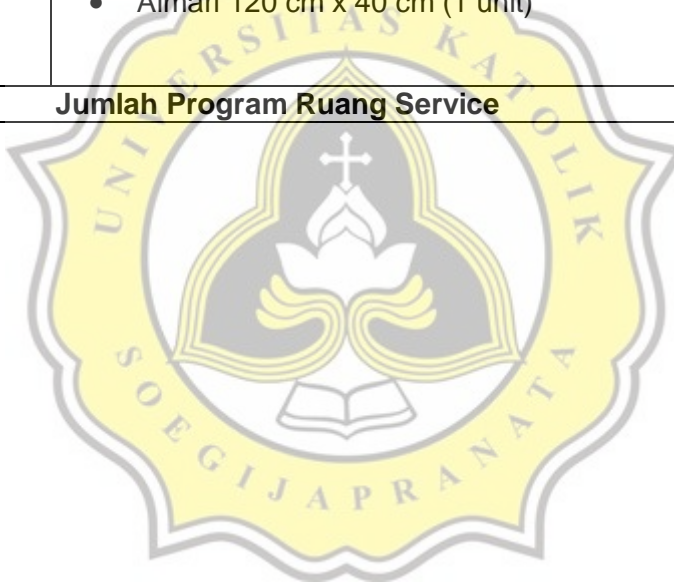 • Almari 120 cm x 40 cm (1 unit)
Jumlah Program Ruang Service
UNIVERSITAS KATOLIK
SOEGIJAPRANATA